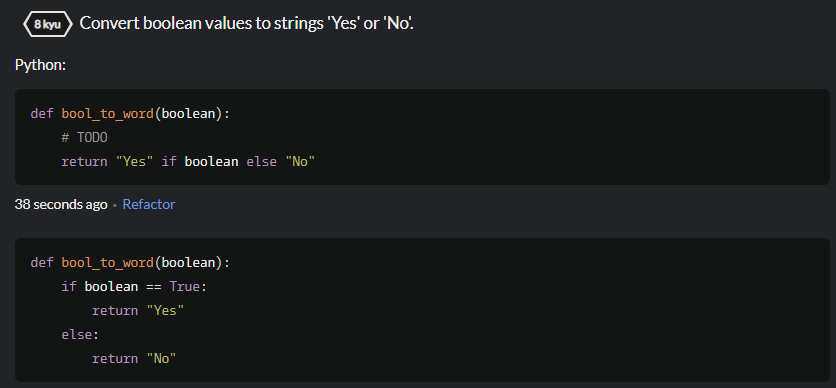 8 kyu Convert boolean values to strings 'Yes' or 'No'.
Python:
def bool_to_word(boolean):
    # TODO
    return "Yes" if boolean else "No"
38 seconds ago • Refactor
def bool_to_word(boolean):
    if boolean == True:
        return "Yes"
    else:
        return "No"